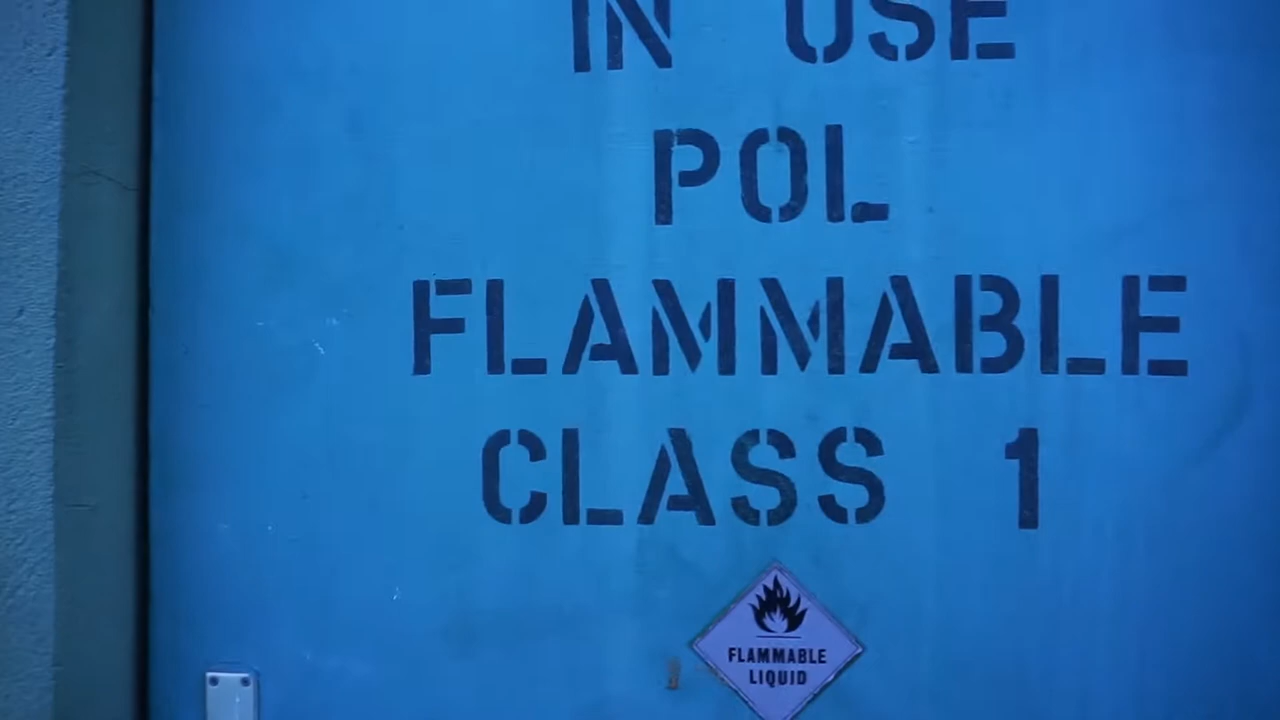 IN USE
POL
FLAMMABLE
CLASS 1
FLAMMABLE
LIQUID